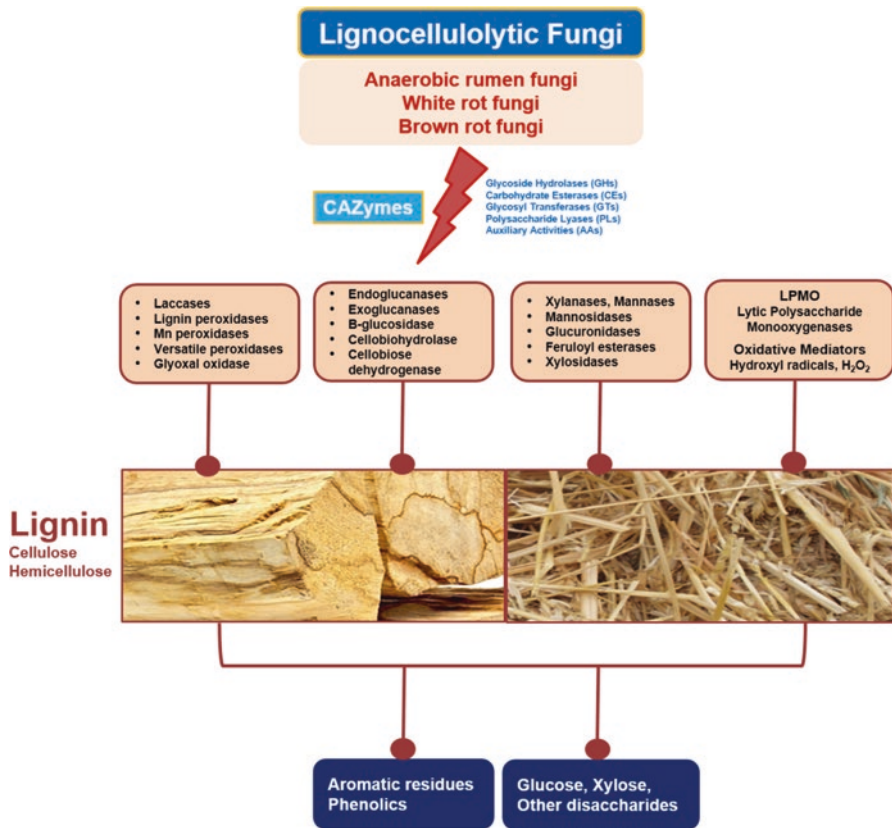 Lignocellulolytic Fungi
Anaerobic rumen fungi
White rot fungi
Brown rot fungi
CAZymes
Glycoside Hydrolases (GHs)
Carbohydrate Esterases (CEs)
Glycosyl Transferases (GTs)
Polysaccharide Lyases (PLs)
Auxiliary Activities (AAs)
• Laccases
• Lignin peroxidases
• Mn peroxidases
• Versatile peroxidases
• Glyoxal oxidase
• Endoglucanases
• Exoglucanases
• B-glucosidase
• Cellobiohydrolase
• Cellobiose
dehydrogenase
• Xylanases, Mannases
• Mannosidases
• Glucuronidases
• Feruloyl esterases
• Xylosidases
LPMO
Lytic Polysaccharide
Monooxygenases
Oxidative Mediators
Hydroxyl radicals, H₂O₂
Lignin
Cellulose
Hemicellulose
Aromatic residues
Phenolics
Glucose, Xylose,
Other disaccharides